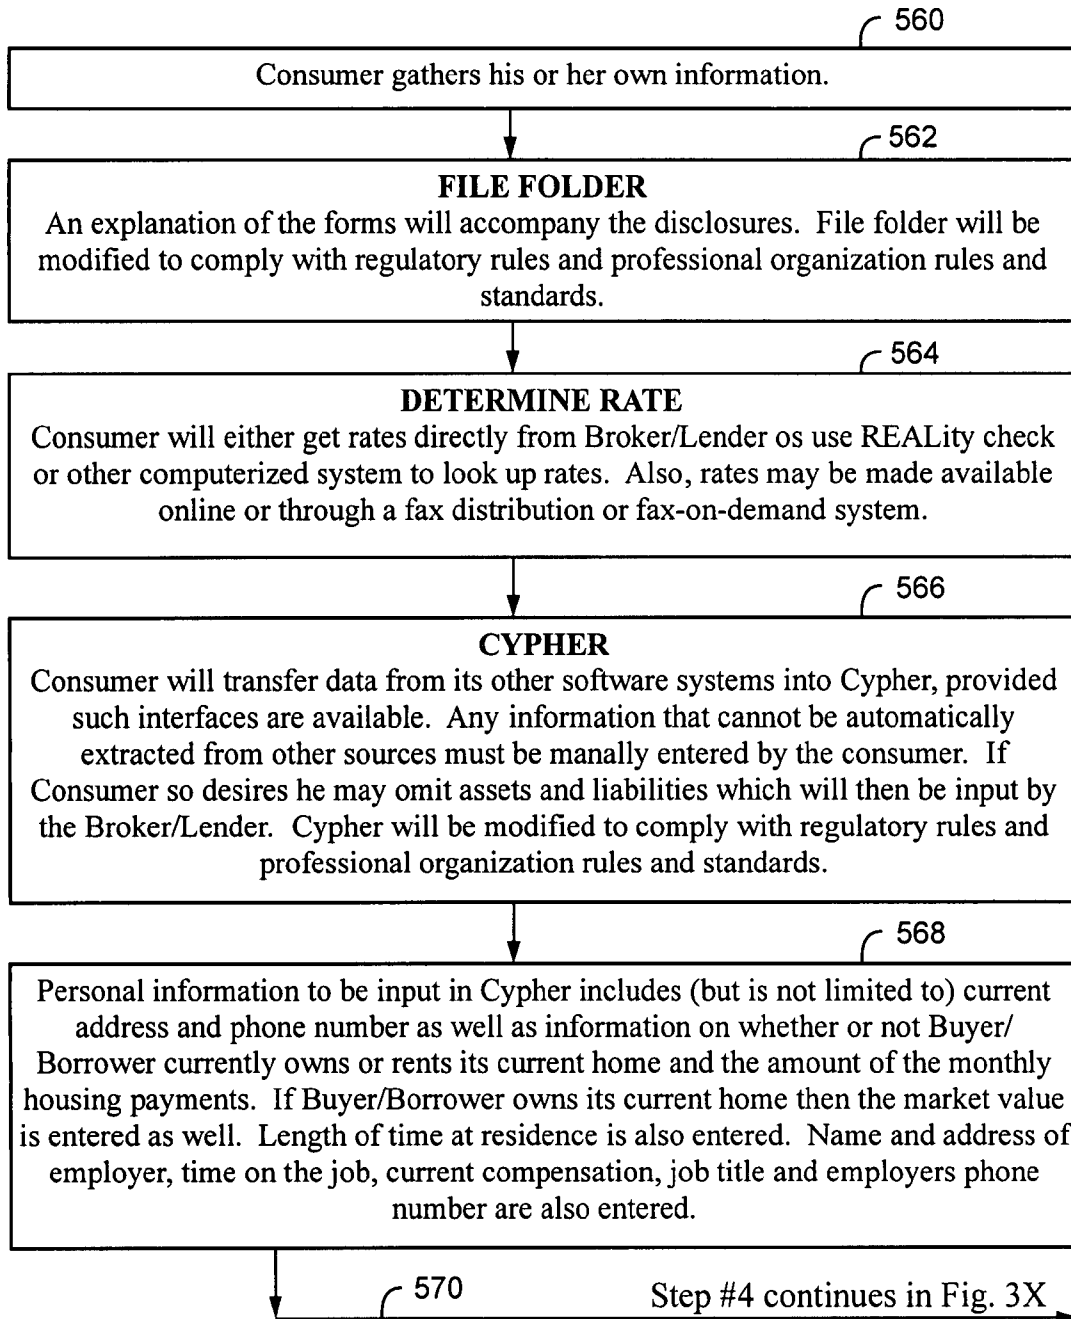 560
Consumer gathers his or her own information.
562
FILE FOLDER
An explanation of the forms will accompany the disclosures. File folder will be
modified to comply with regulatory rules and professional organization rules and
standards.
564
DETERMINE RATE
Consumer will either get rates directly from Broker/Lender os use REALity check
or other computerized system to look up rates. Also, rates may be made available
online or through a fax distribution or fax-on-demand system.
566
CYPHER
Consumer will transfer data from its other software systems into Cypher, provided
such interfaces are available. Any information that cannot be automatically
extracted from other sources must be manally entered by the consumer. If
Consumer so desires he may omit assets and liabilities which will then be input by
the Broker/Lender. Cypher will be modified to comply with regulatory rules and
professional organization rules and standards.
568
Personal information to be input in Cypher includes (but is not limited to) current
address and phone number as well as information on whether or not Buyer/
Borrower currently owns or rents its current home and the amount of the monthly
housing payments. If Buyer/Borrower owns its current home then the market value
is entered as well. Length of time at residence is also entered. Name and address of
employer, time on the job, current compensation, job title and employers phone
number are also entered.
570
Step #4 continues in Fig. 3X